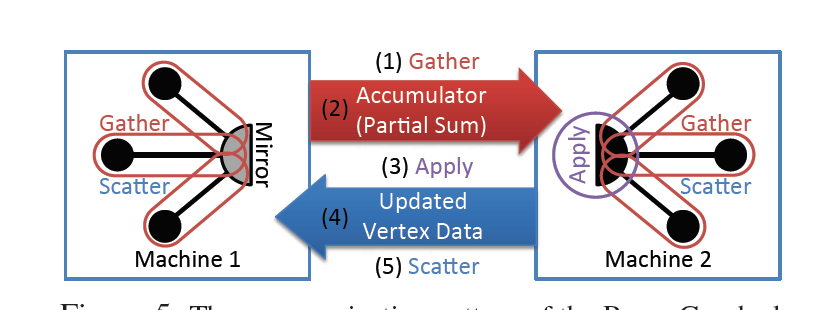 (1) Gather
(2) Accumulator
(Partial Sum)
(3) Apply
(4) Updated
Vertex Data
(5) Scatter
Gather
Scatter
Mirror
Machine 1
Apply
Gather
Scatter
Machine 2